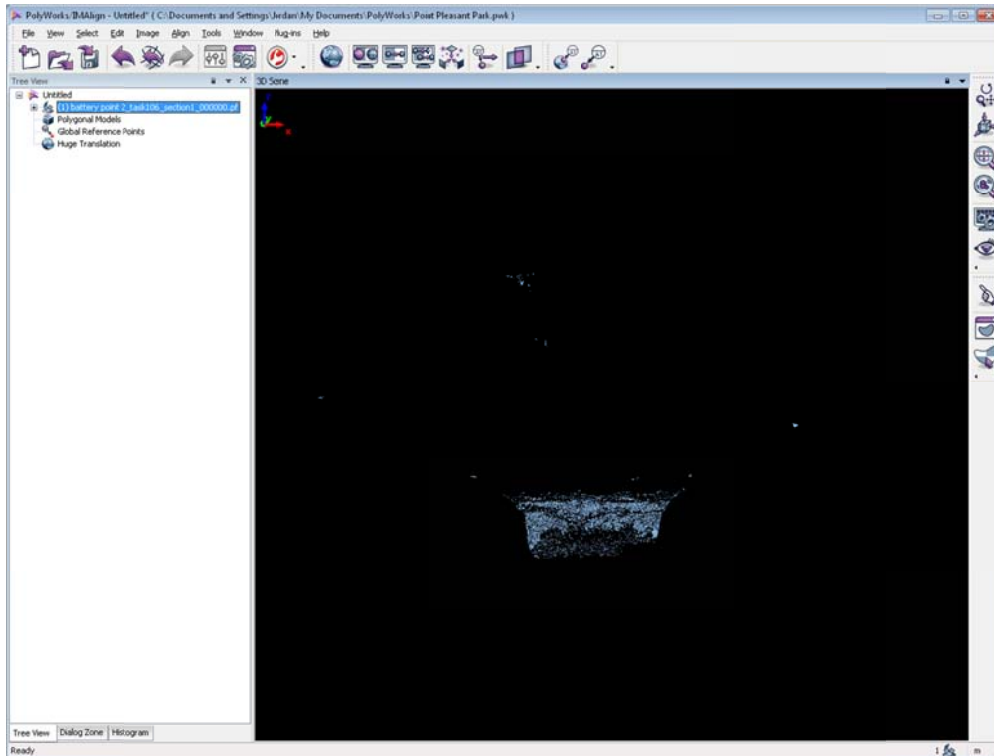 PolyWorks/IMAlign - Untitled* ( C:\Documents and Settings\Jordan\My Documents\PolyWorks\Point Pleasant Park.pwk )
File View Select Edit Image Align Tools Window Plug-ins Help
Tree View
3D Scene
Untitled
(1) battery point 2_task106_section1_000000.pf
Polygonal Models
Global Reference Points
Huge Translation
x
Tree View Dialog Zone Histogram
Ready
1
m